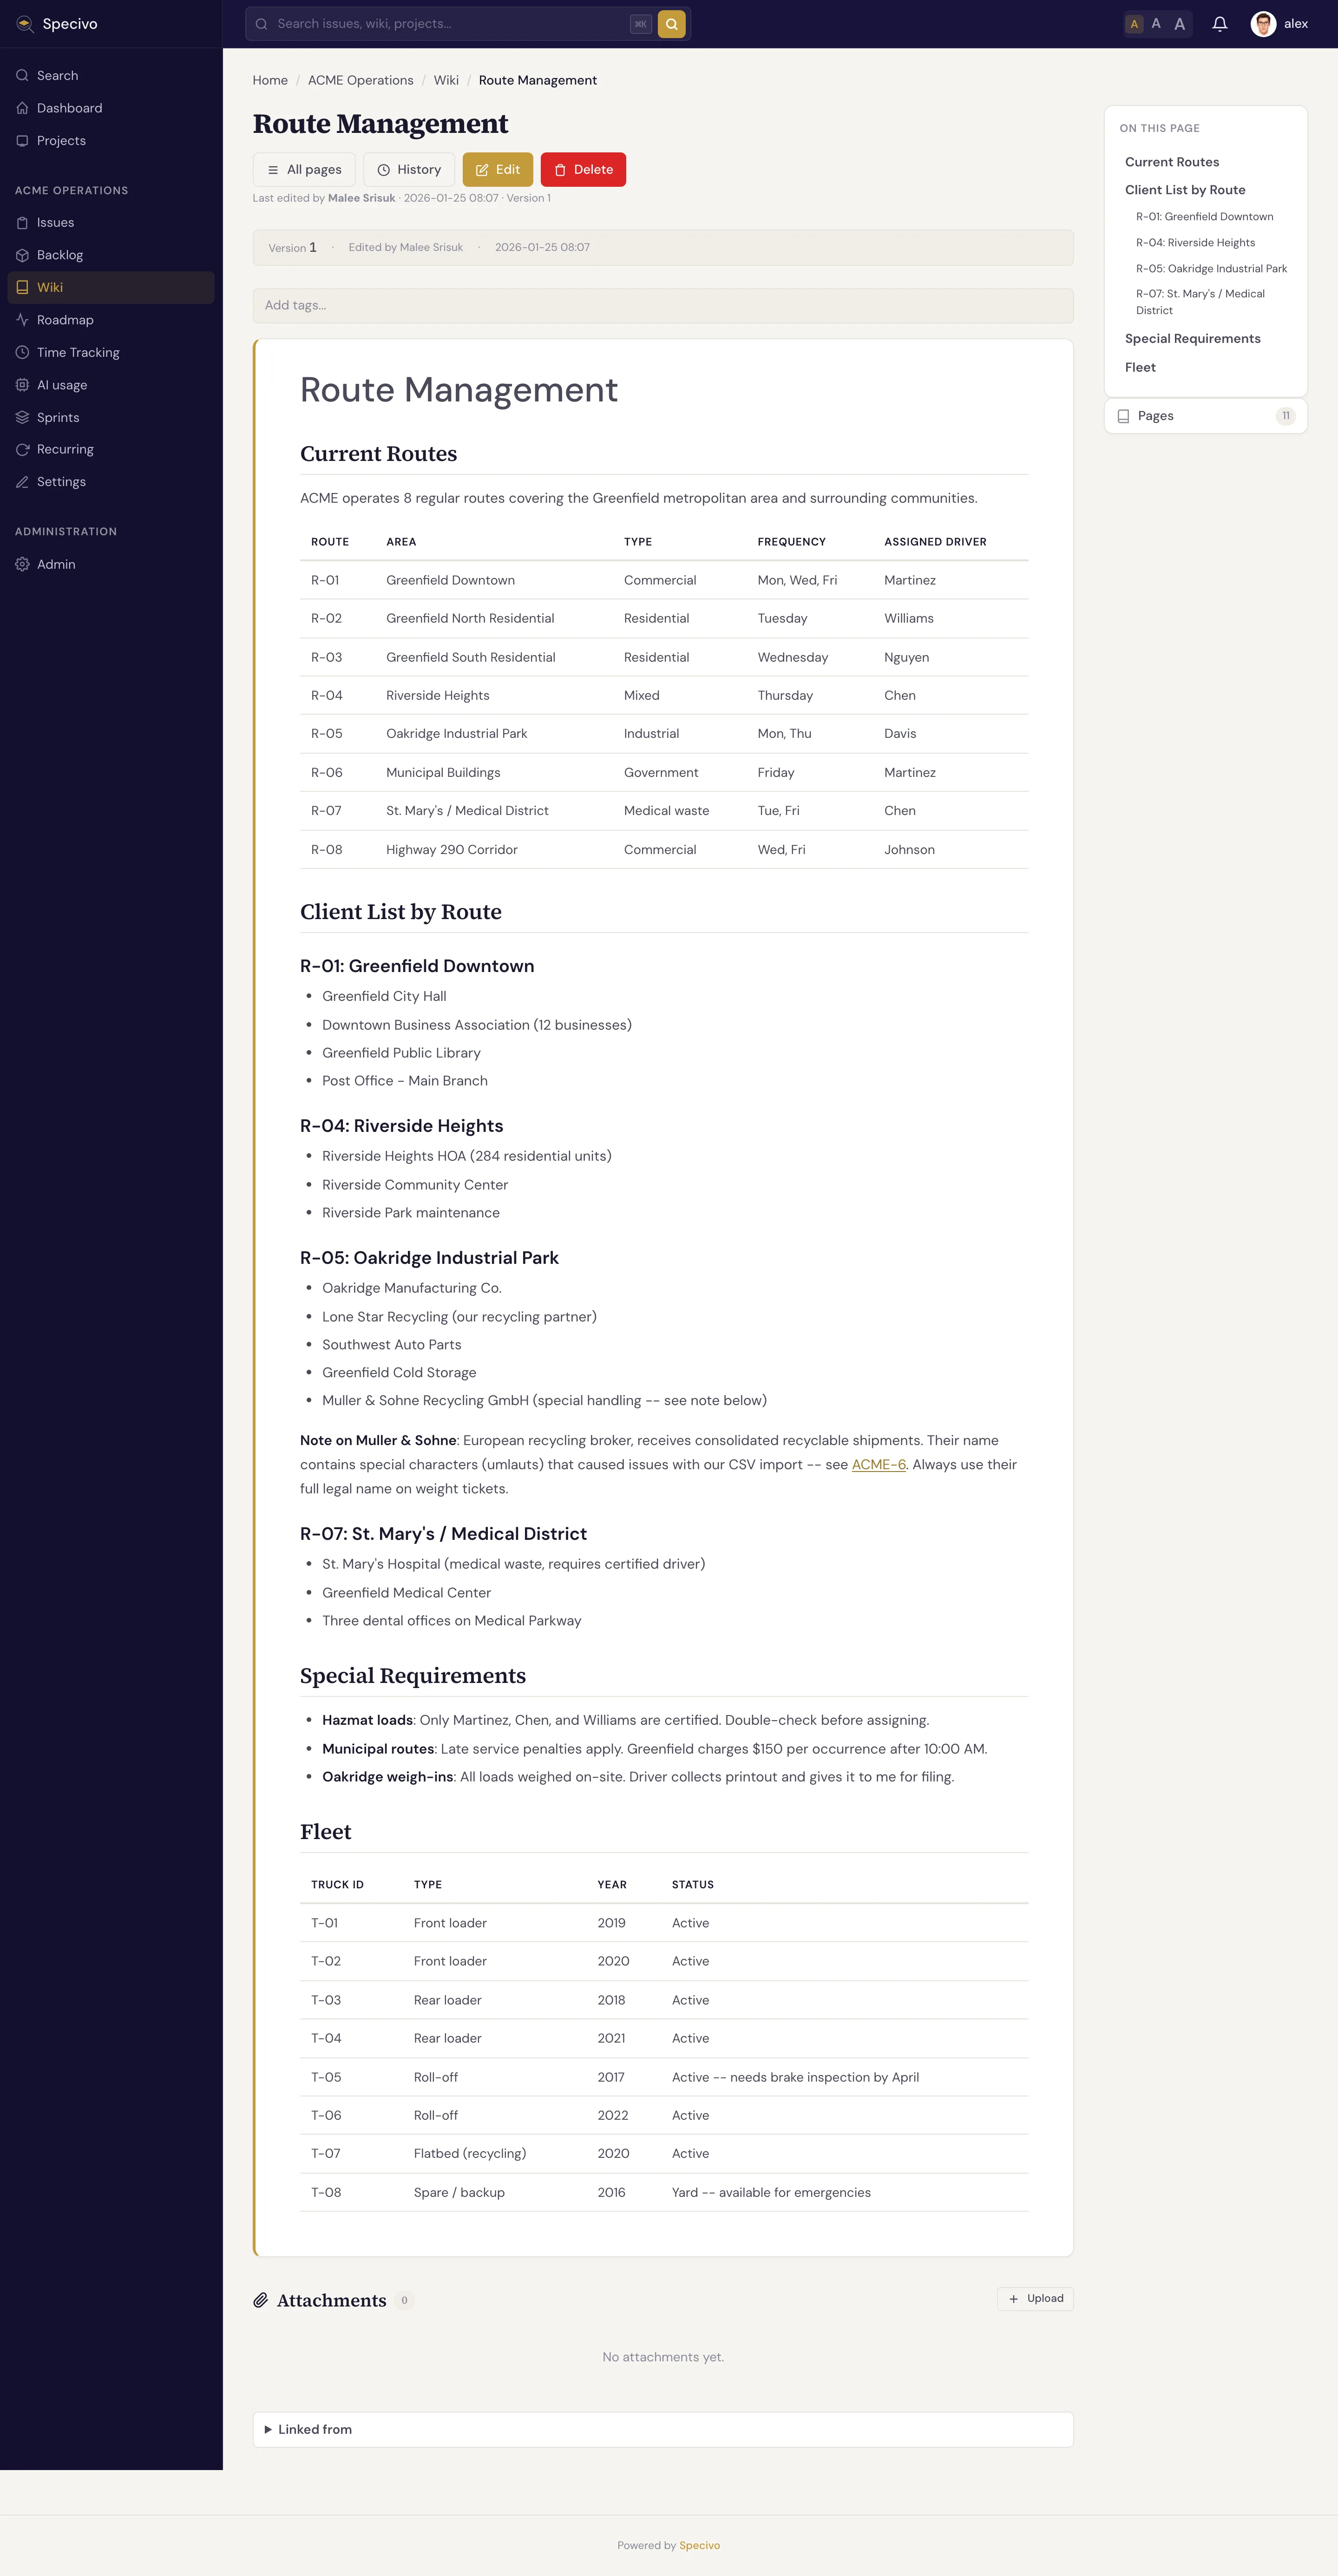 Specivo
Search issues, wiki, projects...
⌘K
A A A
alex
Search
Dashboard
Projects
ACME OPERATIONS
Issues
Backlog
Wiki
Roadmap
Time Tracking
AI usage
Sprints
Recurring
Settings
ADMINISTRATION
Admin
Home / ACME Operations / Wiki / Route Management
Route Management
All pages
History
Edit
Delete
Last edited by Malee Srisuk · 2026-01-25 08:07 · Version 1
Version 1 · Edited by Malee Srisuk · 2026-01-25 08:07
Add tags...
Route Management
Current Routes
ACME operates 8 regular routes covering the Greenfield metropolitan area and surrounding communities.
ROUTE AREA TYPE FREQUENCY ASSIGNED DRIVER
R-01 Greenfield Downtown Commercial Mon, Wed, Fri Martinez
R-02 Greenfield North Residential Residential Tuesday Williams
R-03 Greenfield South Residential Residential Wednesday Nguyen
R-04 Riverside Heights Mixed Thursday Chen
R-05 Oakridge Industrial Park Industrial Mon, Thu Davis
R-06 Municipal Buildings Government Friday Martinez
R-07 St. Mary's / Medical District Medical waste Tue, Fri Chen
R-08 Highway 290 Corridor Commercial Wed, Fri Johnson
Client List by Route
R-01: Greenfield Downtown
• Greenfield City Hall
• Downtown Business Association (12 businesses)
• Greenfield Public Library
• Post Office - Main Branch
R-04: Riverside Heights
• Riverside Heights HOA (284 residential units)
• Riverside Community Center
• Riverside Park maintenance
R-05: Oakridge Industrial Park
• Oakridge Manufacturing Co.
• Lone Star Recycling (our recycling partner)
• Southwest Auto Parts
• Greenfield Cold Storage
• Muller & Sohne Recycling GmbH (special handling -- see note below)
Note on Muller & Sohne: European recycling broker, receives consolidated recyclable shipments. Their name
contains special characters (umlauts) that caused issues with our CSV import -- see ACME-6. Always use their
full legal name on weight tickets.
R-07: St. Mary's / Medical District
• St. Mary's Hospital (medical waste, requires certified driver)
• Greenfield Medical Center
• Three dental offices on Medical Parkway
Special Requirements
• Hazmat loads: Only Martinez, Chen, and Williams are certified. Double-check before assigning.
• Municipal routes: Late service penalties apply. Greenfield charges $150 per occurrence after 10:00 AM.
• Oakridge weigh-ins: All loads weighed on-site. Driver collects printout and gives it to me for filing.
Fleet
TRUCK ID TYPE YEAR STATUS
T-01 Front loader 2019 Active
T-02 Front loader 2020 Active
T-03 Rear loader 2018 Active
T-04 Rear loader 2021 Active
T-05 Roll-off 2017 Active -- needs brake inspection by April
T-06 Roll-off 2022 Active
T-07 Flatbed (recycling) 2020 Active
T-08 Spare / backup 2016 Yard -- available for emergencies
Attachments 0
Upload
No attachments yet.
Linked from
ON THIS PAGE
Current Routes
Client List by Route
R-01: Greenfield Downtown
R-04: Riverside Heights
R-05: Oakridge Industrial Park
R-07: St. Mary's / Medical
District
Special Requirements
Fleet
Pages 11
Powered by Specivo